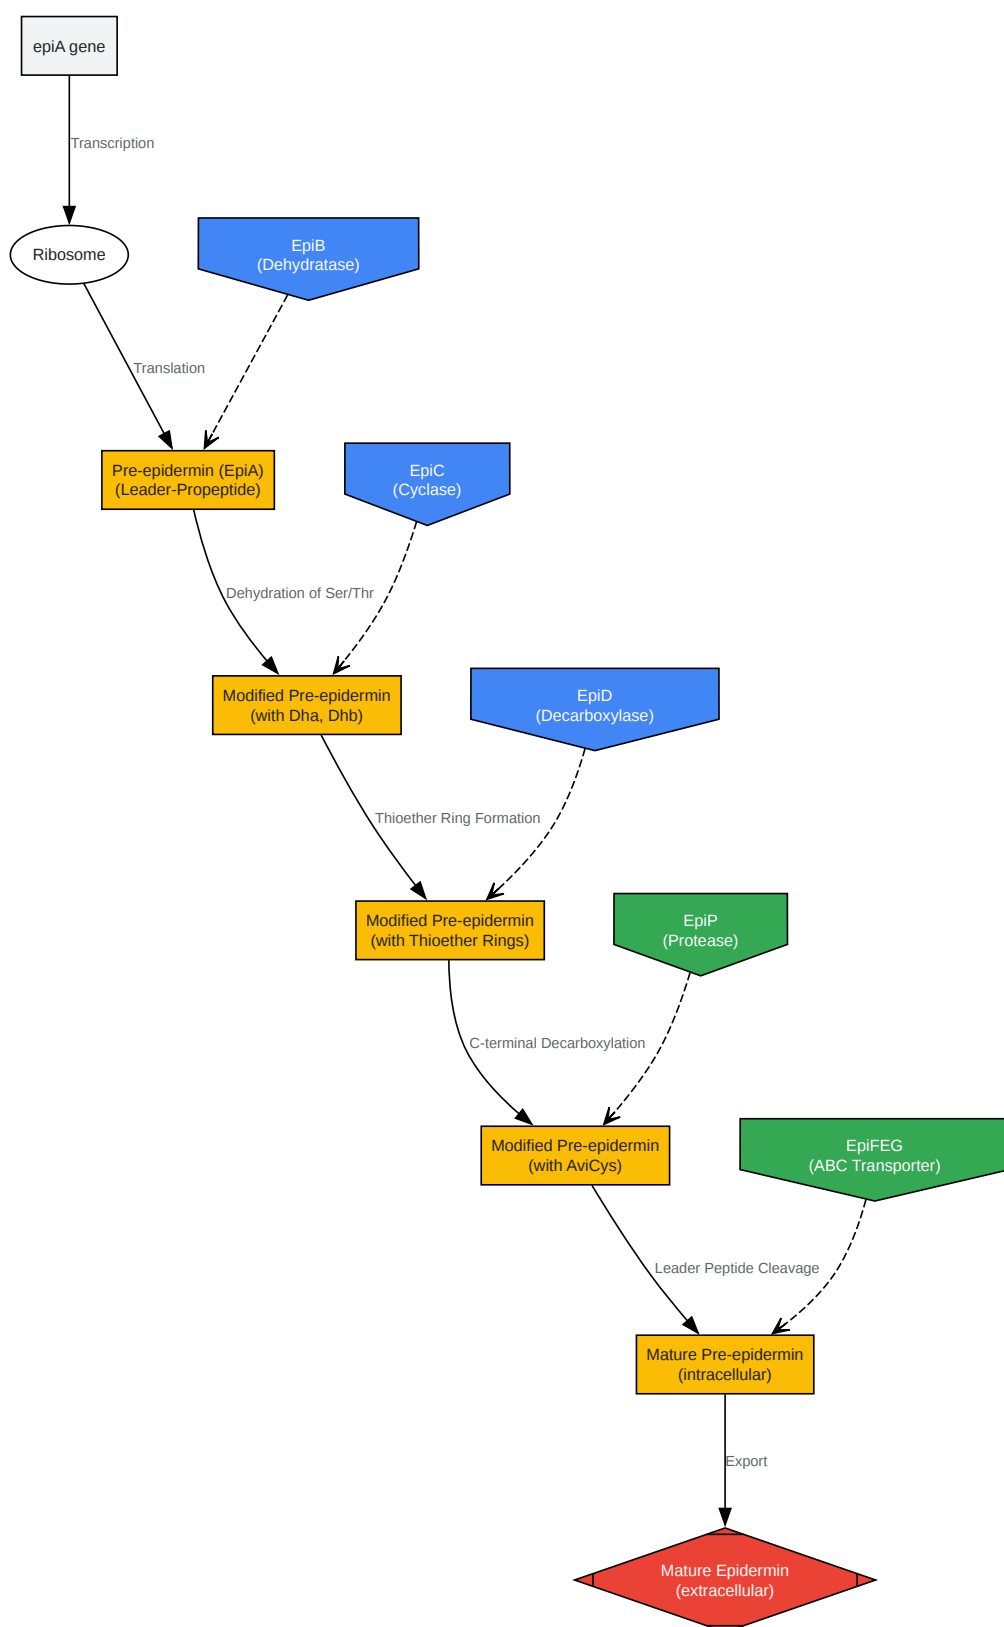 epiA gene
Transcription
Ribosome
EpiB
(Dehydratase)
Translation
Pre-epidermin (EpiA)
(Leader-Propeptide)
EpiC
(Cyclase)
Dehydration of Ser/Thr
Modified Pre-epidermin
(with Dha, Dhb)
EpiD
(Decarboxylase)
Thioether Ring Formation
Modified Pre-epidermin
(with Thioether Rings)
EpiP
(Protease)
C-terminal Decarboxylation
Modified Pre-epidermin
(with AviCys)
EpiFEG
(ABC Transporter)
Leader Peptide Cleavage
Mature Pre-epidermin
(intracellular)
Export
Mature Epidermin
(extracellular)